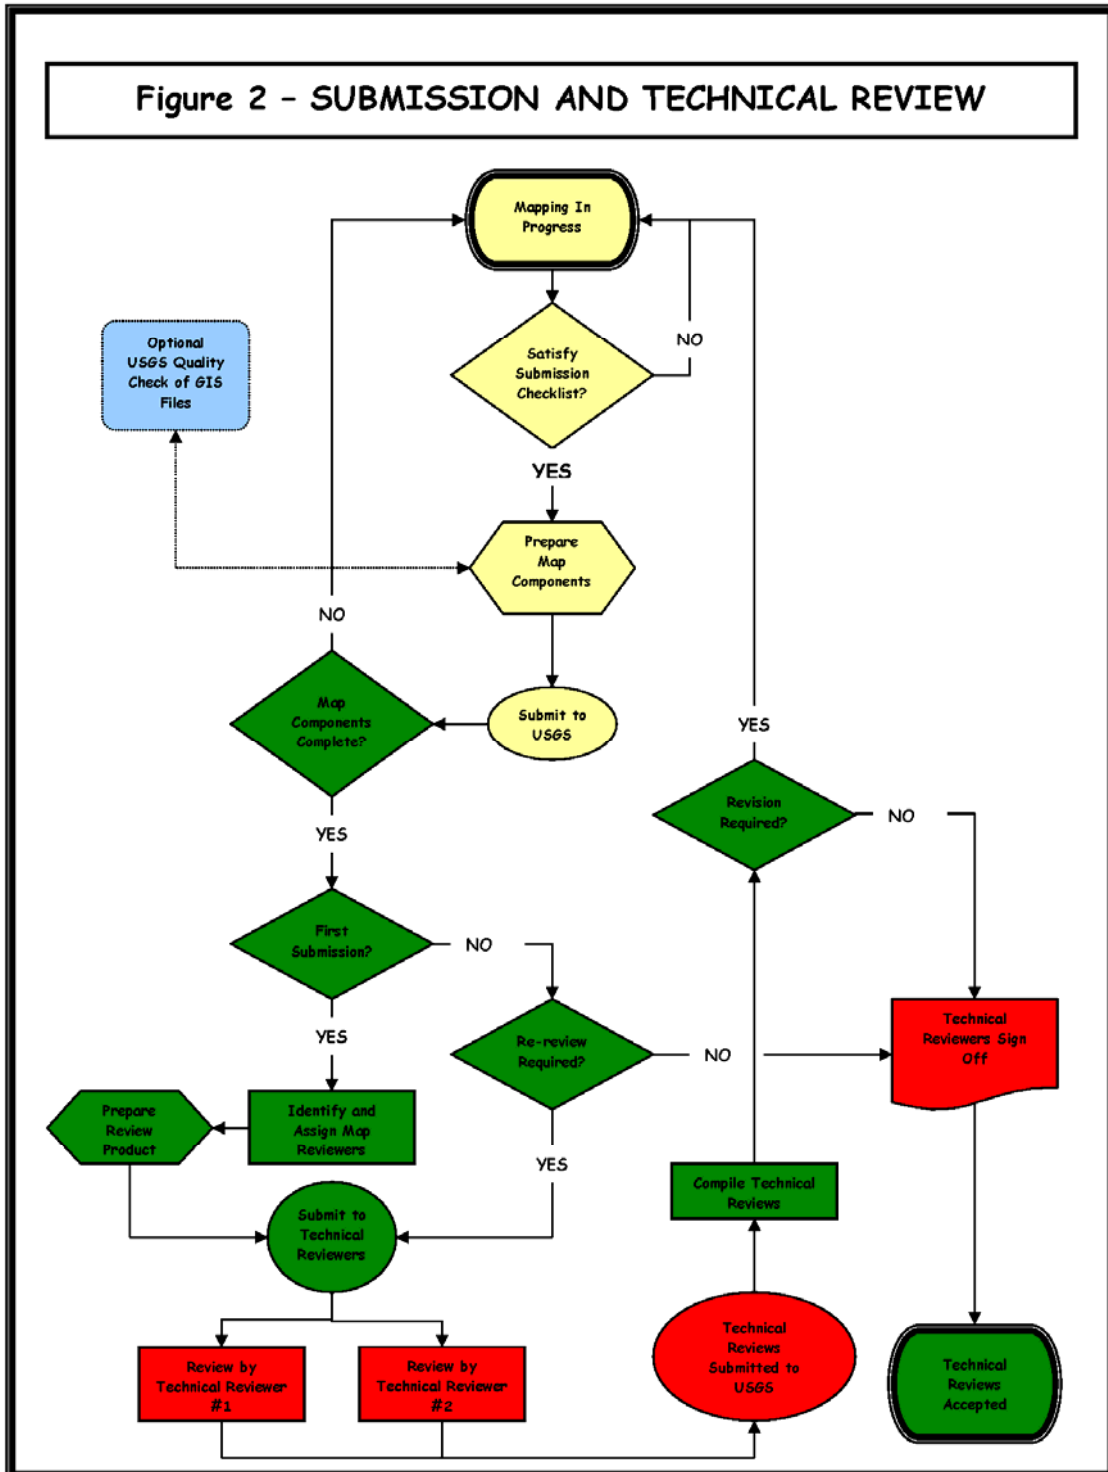 Figure 2 - SUBMISSION AND TECHNICAL REVIEW
Mapping In
Progress
NO
Satisfy
Submission
Checklist?
Optional
USGS Quality
Check of GIS
Files
YES
Prepare
Map
Components
NO
Map
Components
Complete?
Submit to
USGS
YES
Revision
Required?
NO
YES
First
Submission?
NO
YES
Re-review
Required?
NO
Technical
Reviewers Sign
Off
Prepare
Review
Product
Identify and
Assign Map
Reviewers
YES
Compile Technical
Reviews
Submit to
Technical
Reviewers
Review by
Technical Reviewer
#1
Review by
Technical Reviewer
#2
Technical
Reviews
Submitted to
USGS
Technical
Reviews
Accepted